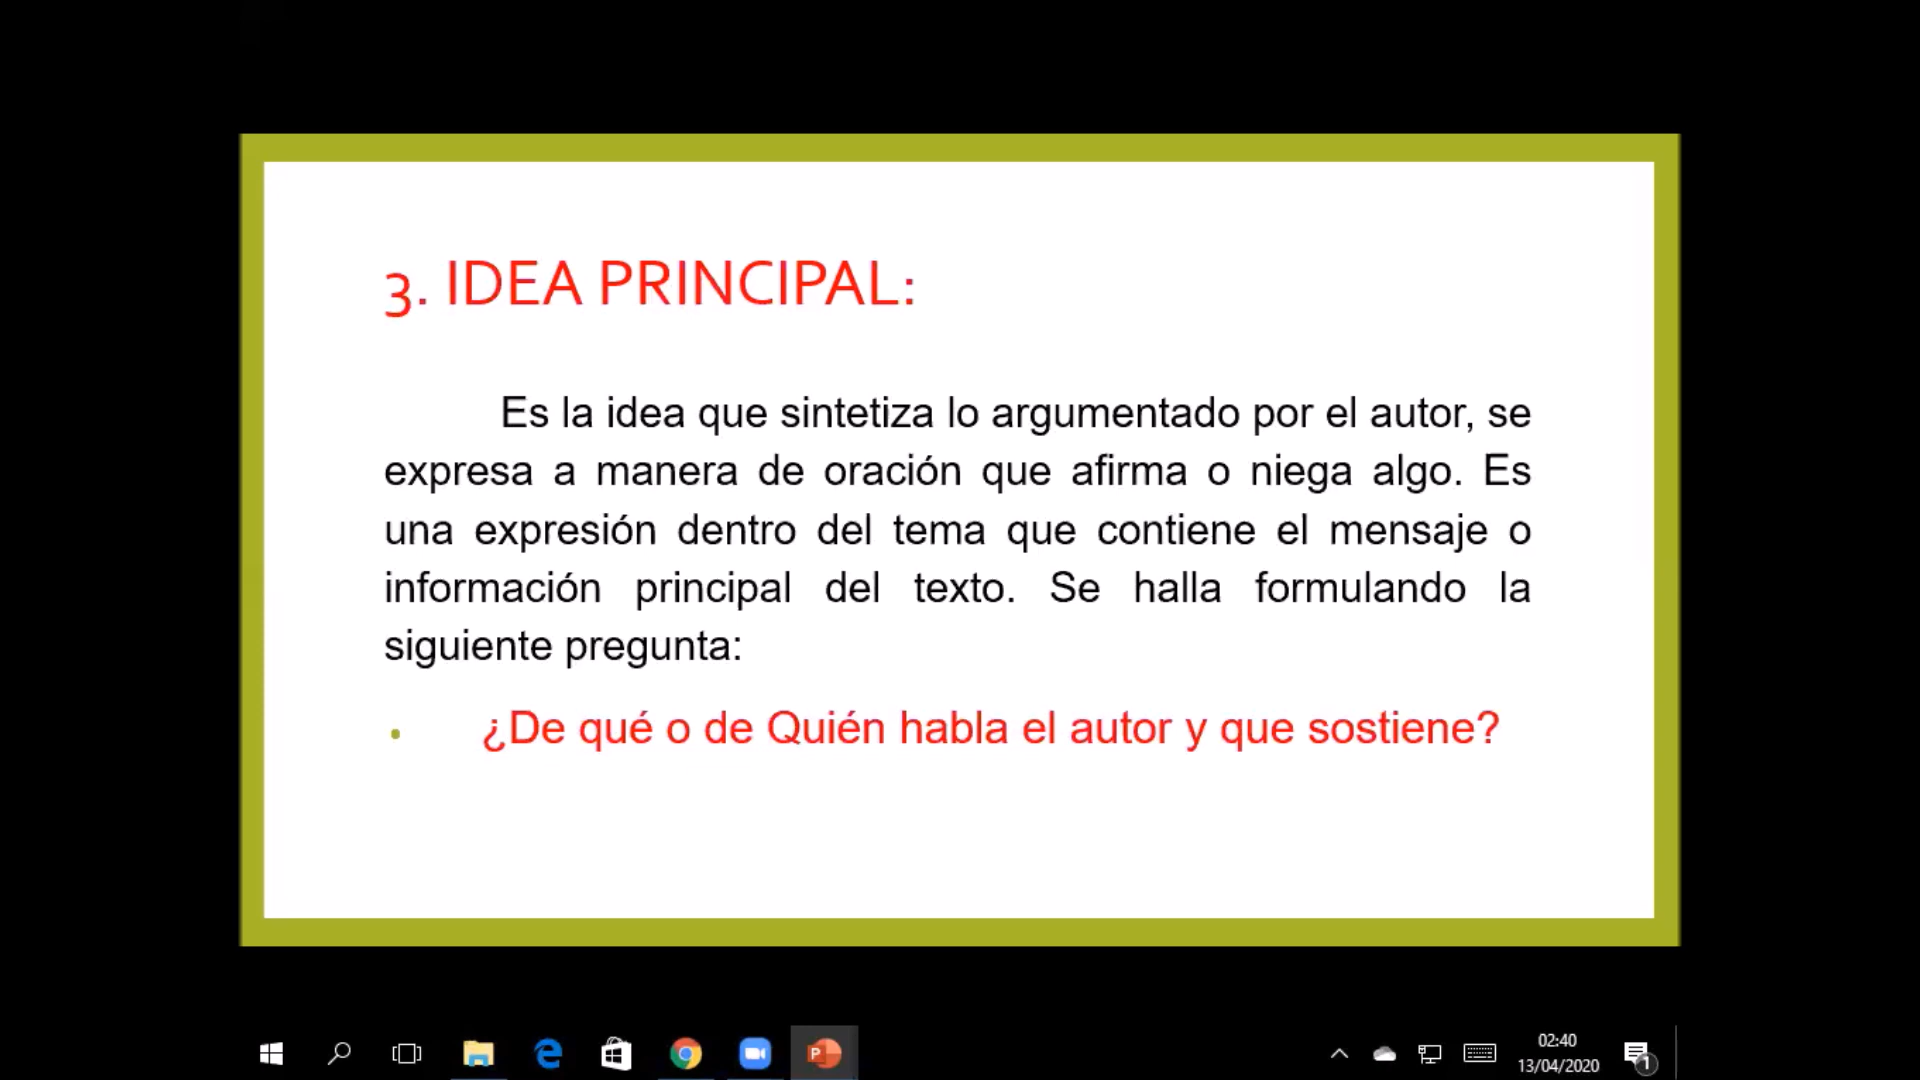 3. IDEA PRINCIPAL:
Es la idea que sintetiza lo argumentado por el autor, se
expresa a manera de oración que afirma o niega algo. Es
una expresión dentro del tema que contiene el mensaje o
información principal del texto. Se halla formulando la
siguiente pregunta:
• ¿De qué o de Quién habla el autor y que sostiene?
02:40
13/04/2020
1